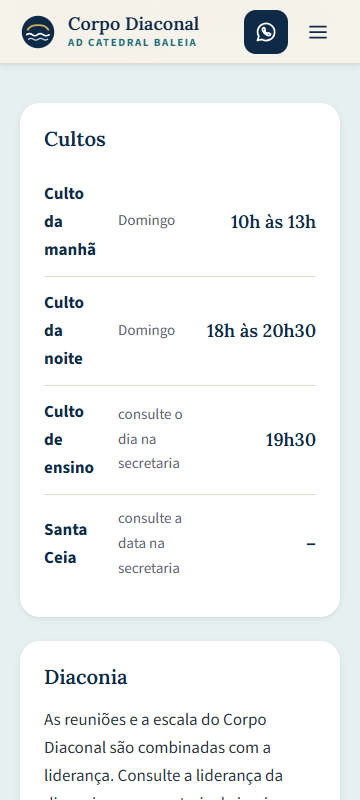 Corpo Diaconal
AD CATEDRAL BALEIA
Cultos
Culto da manhã
Domingo
10h às 13h
Culto da noite
Domingo
18h às 20h30
Culto de ensino
consulte o dia na secretaria
19h30
Santa Ceia
consulte a data na secretaria
–
Diaconia
As reuniões e a escala do Corpo
Diaconal são combinadas com a
liderança. Consulte a liderança da